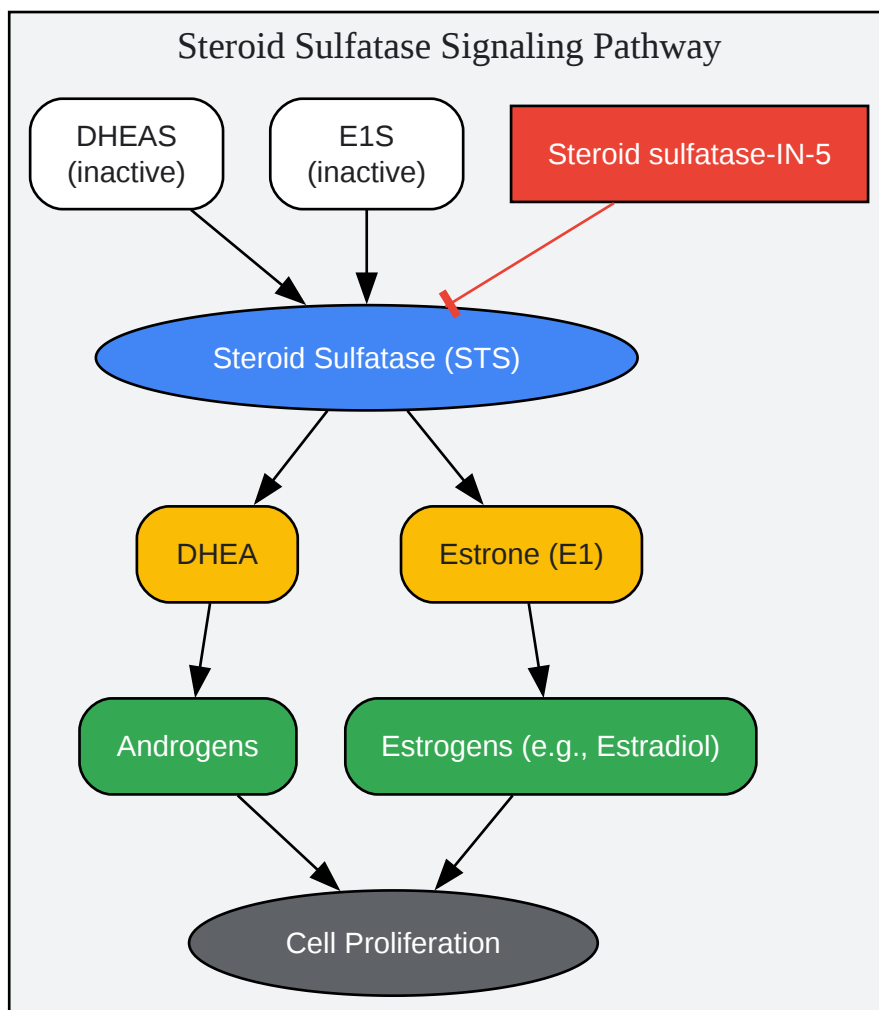 Steroid Sulfatase Signaling Pathway
DHEAS
(inactive)
E1S
(inactive)
Steroid sulfatase-IN-5
Steroid Sulfatase (STS)
DHEA
Estrone (E1)
Androgens
Estrogens (e.g., Estradiol)
Cell Proliferation